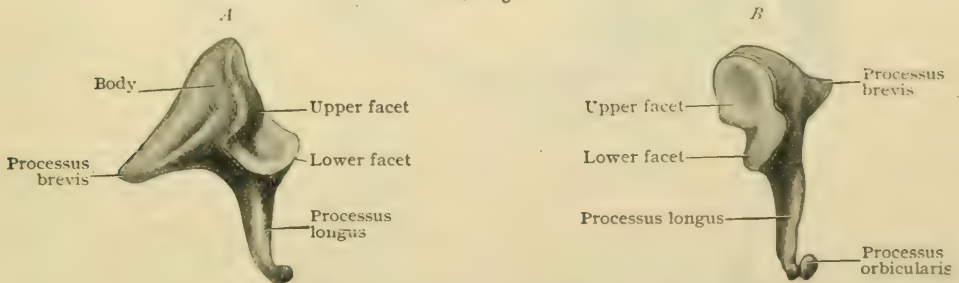 A
Body
Upper facet
Processus
brevis
Lower facet
Processus
longus
B
Processus
brevis
Upper facet
Lower facet
Processus longus
Processus
orbicularis